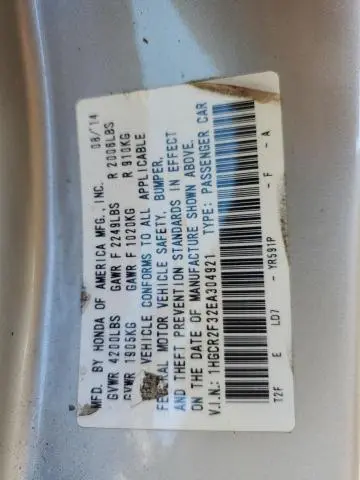 MFD. BY HONDA OF AMERICA MFG., INC. 08/14
GVWR 4200LBS GAWR F 2249LBS R 2006LBS
GVWR 1905KG GAWR F 1020KG R 910KG
VEHICLE CONFORMS TO ALL APPLICABLE
FEDERAL MOTOR VEHICLE SAFETY, BUMPER,
AND THEFT PREVENTION STANDARDS IN EFFECT
ON THE DATE OF MANUFACTURE SHOWN ABOVE.
V.I.N.: 1HGCR2F32EA304921 TYPE: PASSENGER CAR
YR591P - F - A
T2F E LD7